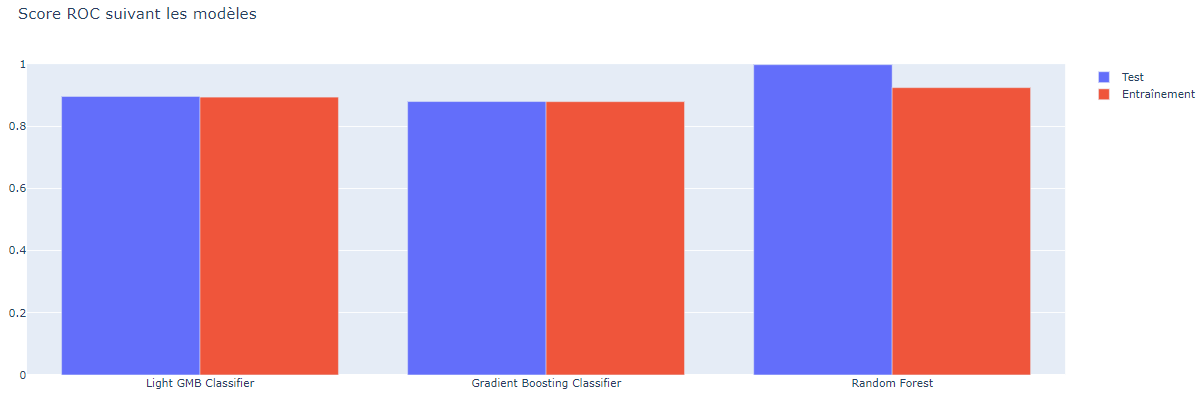 Score ROC suivant les modèles
1
0.8
0.6
0.4
0.2
0
Light GMB Classifier
Gradient Boosting Classifier
Random Forest
Test
Entraînement